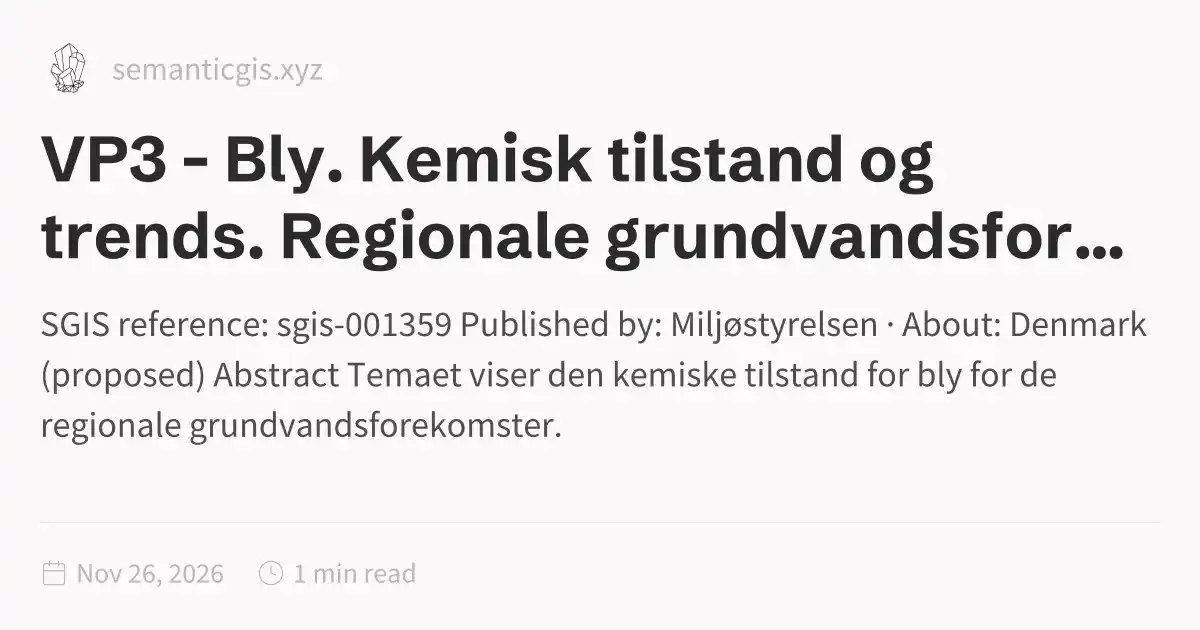 semanticgis.xyz
VP3 - Bly. Kemisk tilstand og
trends. Regionale grundvandsfor...
SGIS reference: sgis-001359 Published by: Miljøstyrelsen · About: Denmark
(proposed) Abstract Temaet viser den kemiske tilstand for bly for de
regionale grundvandsforekomster.
Nov 26, 2026 1 min read